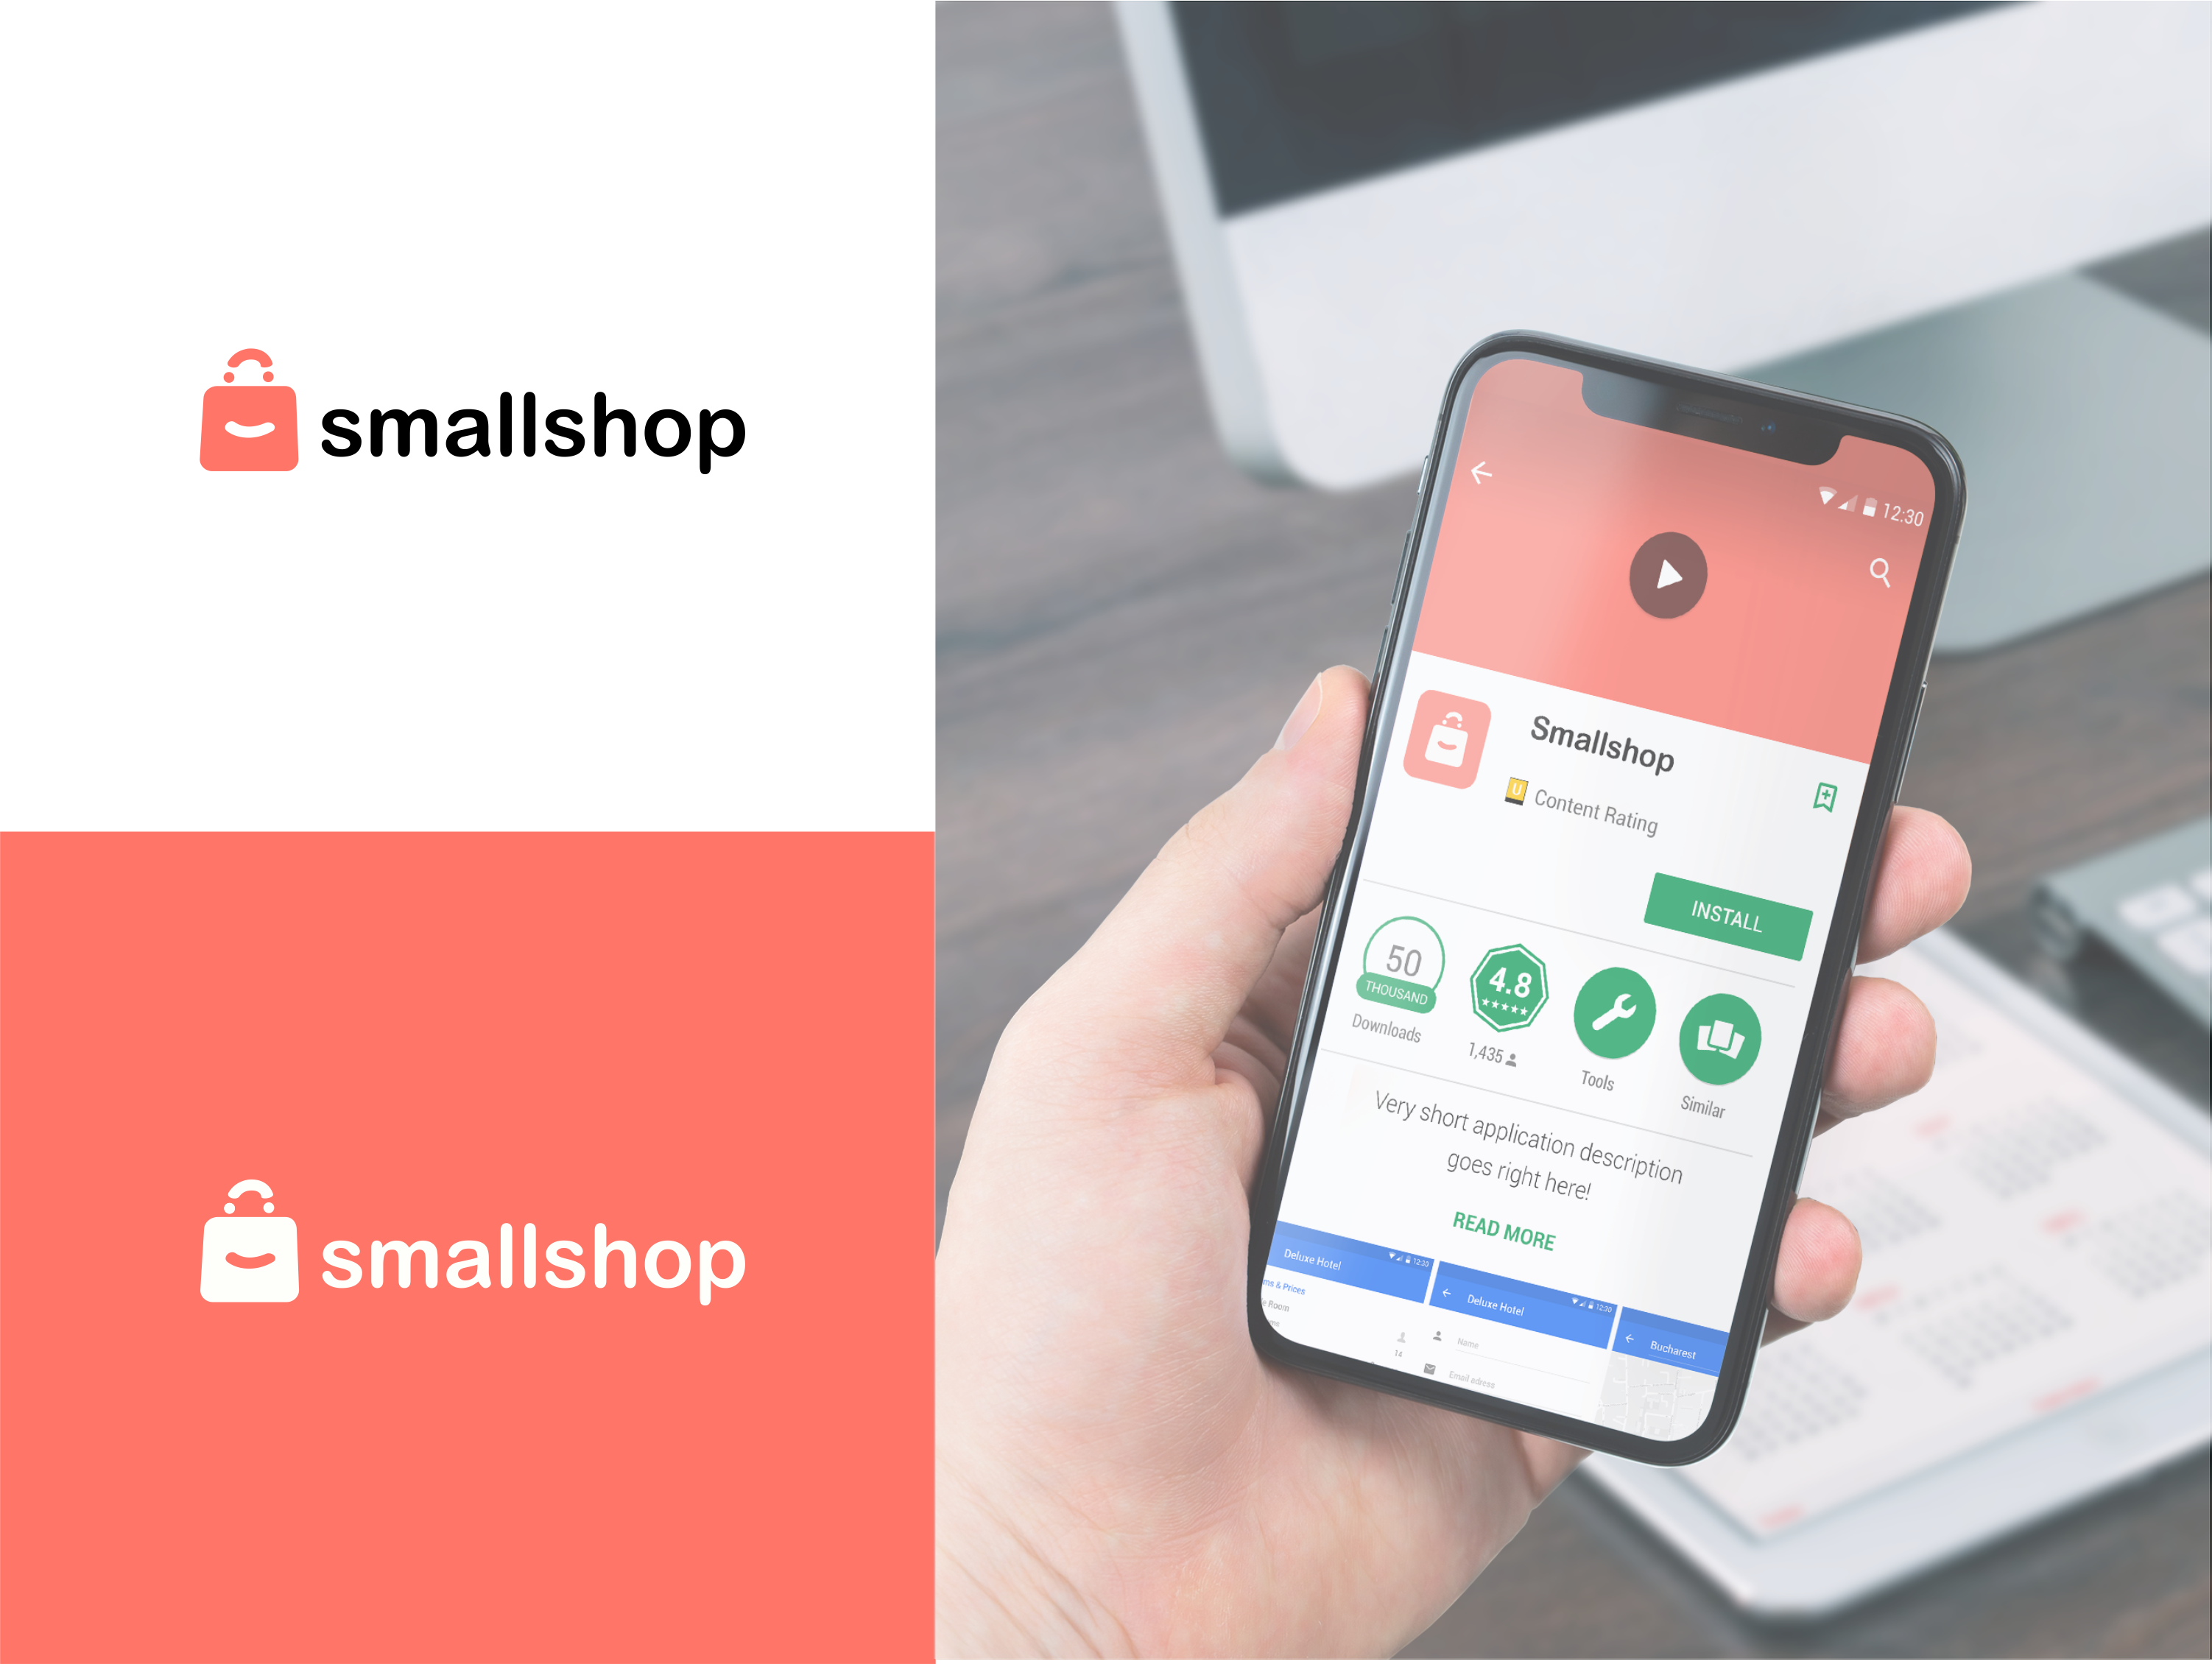 smallshop
smallshop
12:30
Smallshop
U
Content Rating
INSTALL
50
THOUSAND
Downloads
4.8
1,435
Tools
Similar
Very short application description
goes right here!
READ MORE
Deluxe Hotel
12:30
ms & Prices
Room
14
Deluxe Hotel
12:30
Name
Email adress
Bucharest